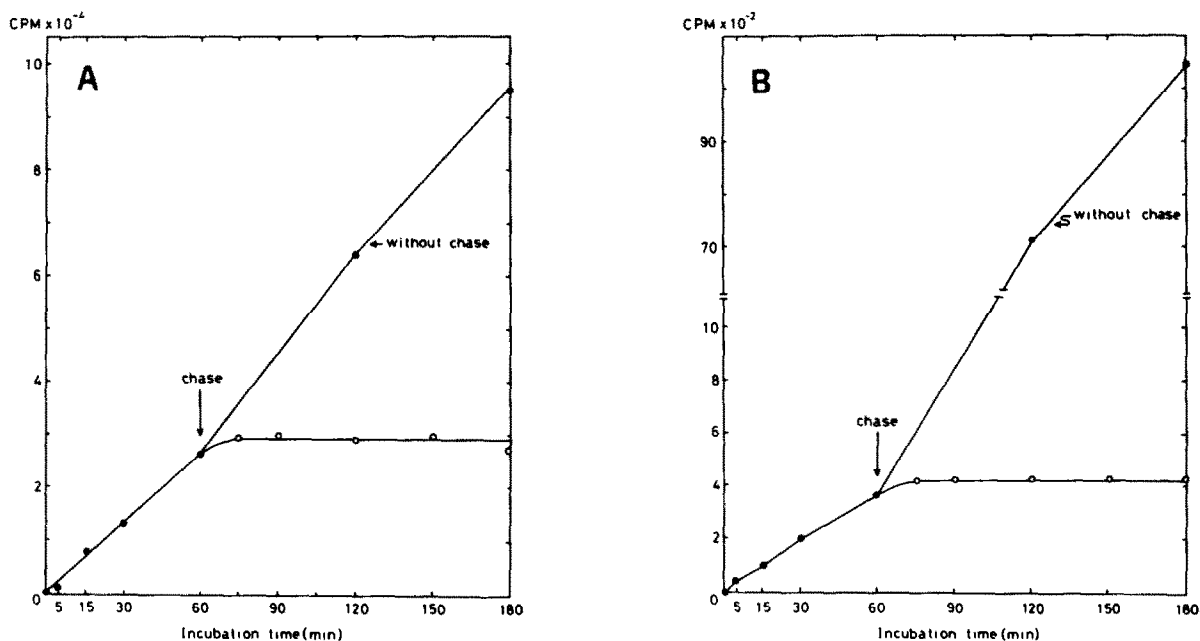 CPM x 10⁻⁴
A
10
8
6
4
2
0
←without chase
chase
5 15 30 60 90 120 150 180
Incubation time (min)
CPM x 10⁻²
B
90
70
10
8
6
4
2
0
without chase
chase
5 15 30 60 90 120 150 180
Incubation time (min)